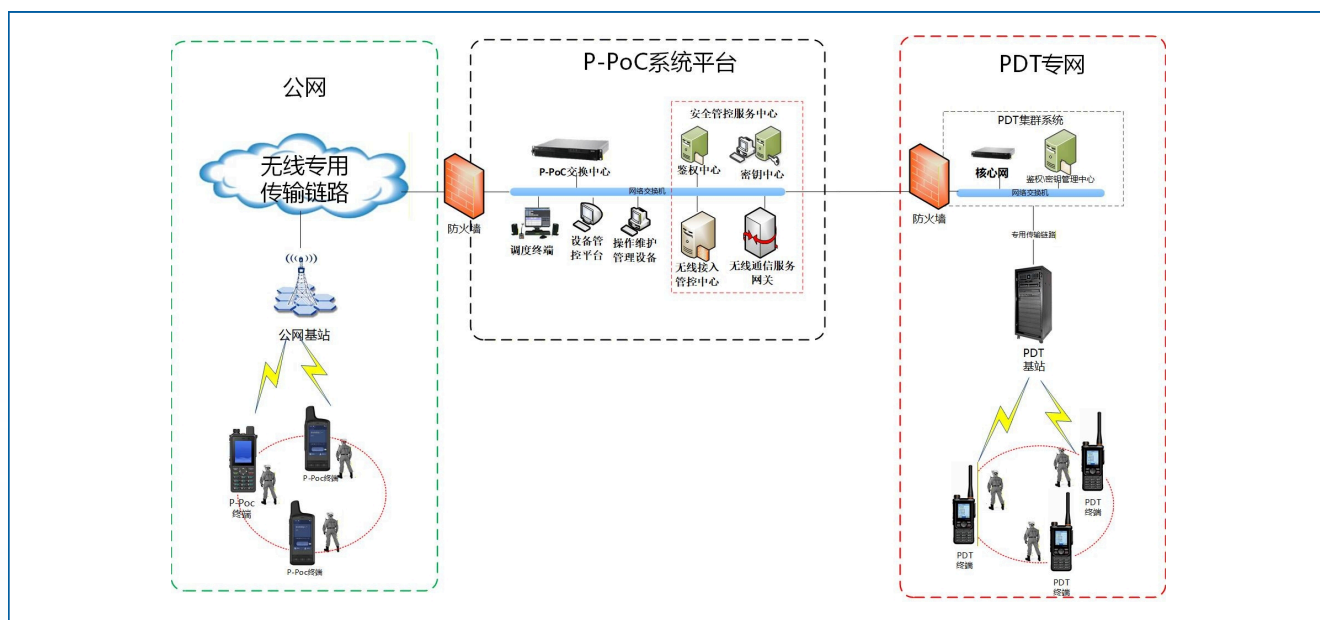 公网
无线专用
传输链路
公网基站
P-Poc
终端
P-Poc终端
P-Poc终端
防火墙
P-PoC系统平台
P-PoC交换中心
网络交换机
调度终端
设备管
控平台
操作维护
管理设备
安全管控服务中心
鉴权中心
密钥中心
无线接入
管控中心
无线通信服务
网关
防火墙
PDT专网
PDT集群系统
核心网
鉴权\密钥管理中心
网络交换机
专用传输链路
PDT
基站
PDT
终端
PDT
终端
PDT
终端